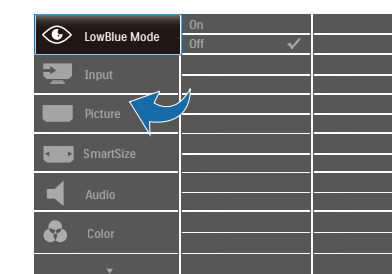 LowBlue Mode
On
Off
Input
Picture
SmartSize
Audio
Color